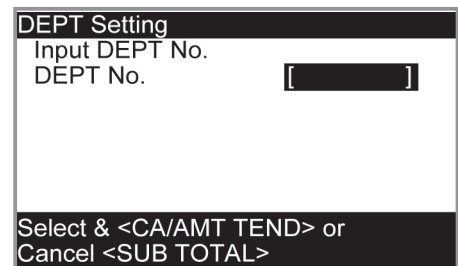 DEPT Setting
Input DEPT No.
DEPT No. [ ]
Select & <CA/AMT TEND> or
Cancel <SUB TOTAL>